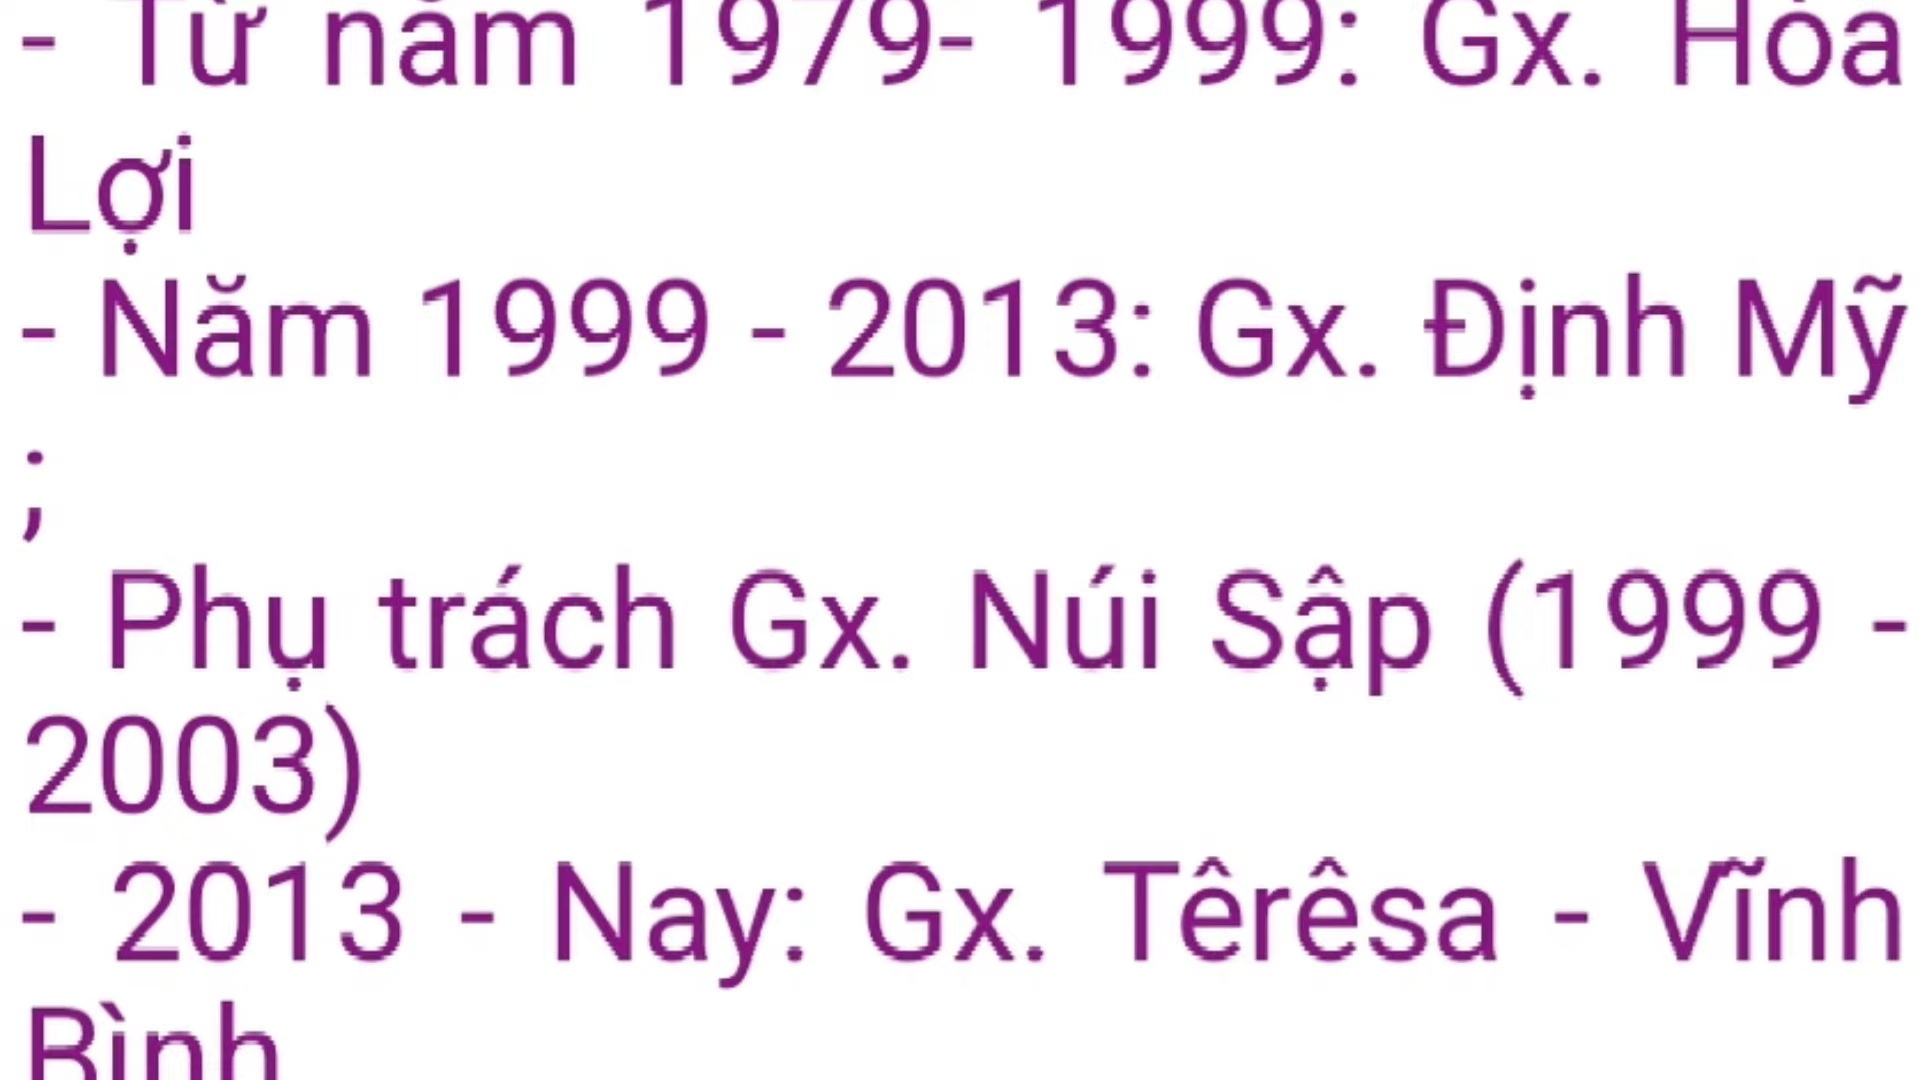 - Từ năm 1979- 1999: Gx. Hòa
Lợi
- Năm 1999 - 2013: Gx. Định Mỹ
;
- Phụ trách Gx. Núi Sập (1999 -
2003)
- 2013 - Nay: Gx. Têrêsa - Vĩnh
Bình